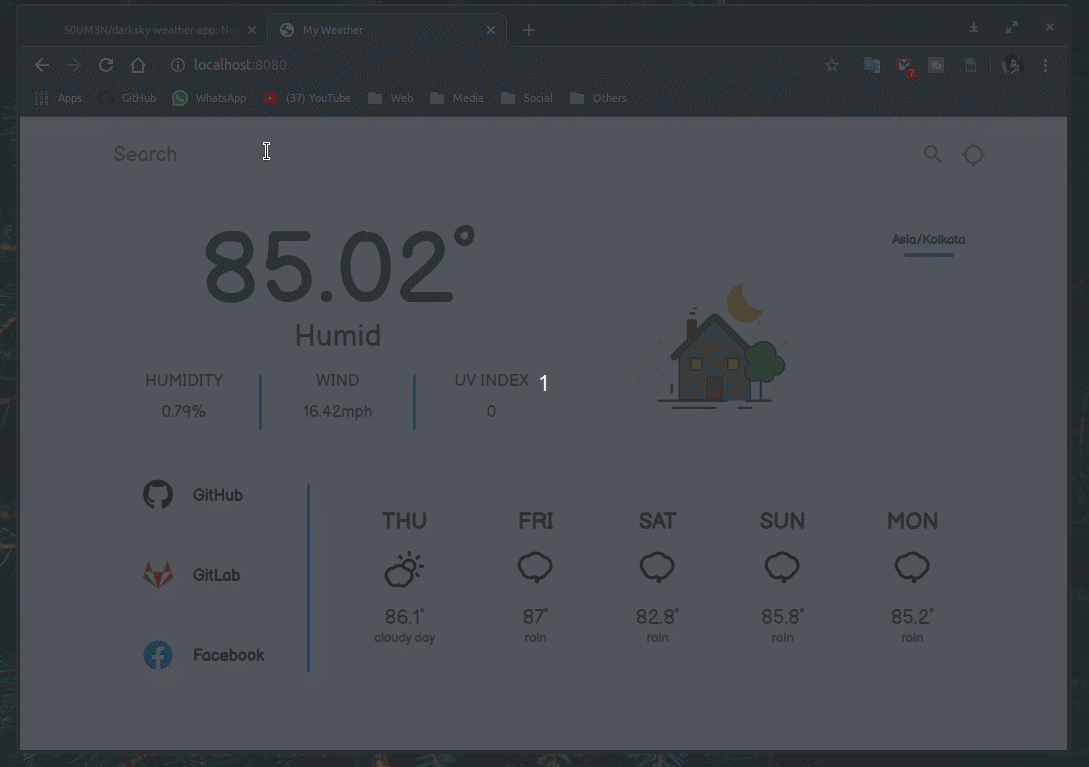 50UM3N/darksky-weather-app: No
My Weather
localhost:8080
7
Apps
GitHub
WhatsApp
(37) YouTube
Web
Media
Social
Others
Search
85.02°
Asia/Kolkata
Humid
HUMIDITY
WIND
UV INDEX
1
0.79%
16.42mph
0
GitHub
GitLab
Facebook
THU
FRI
SAT
SUN
MON
86.1°
87°
82.8°
85.8°
85.2°
cloudy day
rain
rain
rain
rain